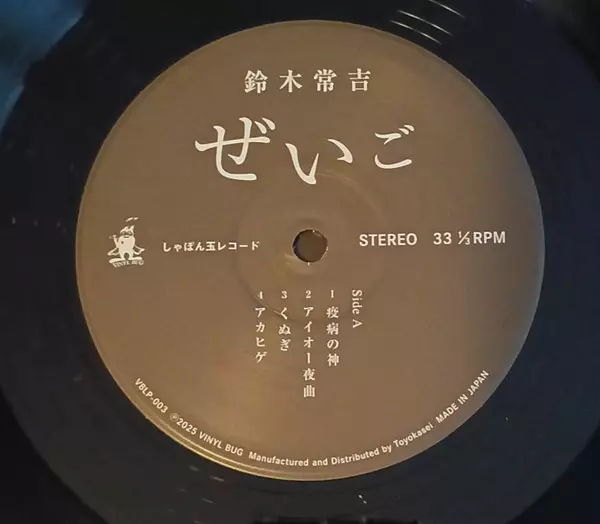 鈴木常吉
ぜいご
VINYL BUG
しゃぼん玉レコード
STEREO 33 ⅓ RPM
Side A
1 疫病の神
2 アイオー夜曲
3 くぬぎ
4 アカヒゲ
VBLP-003 ℗2025 VINYL BUG Manufactured and Distributed by Toyokasei MADE IN JAPAN